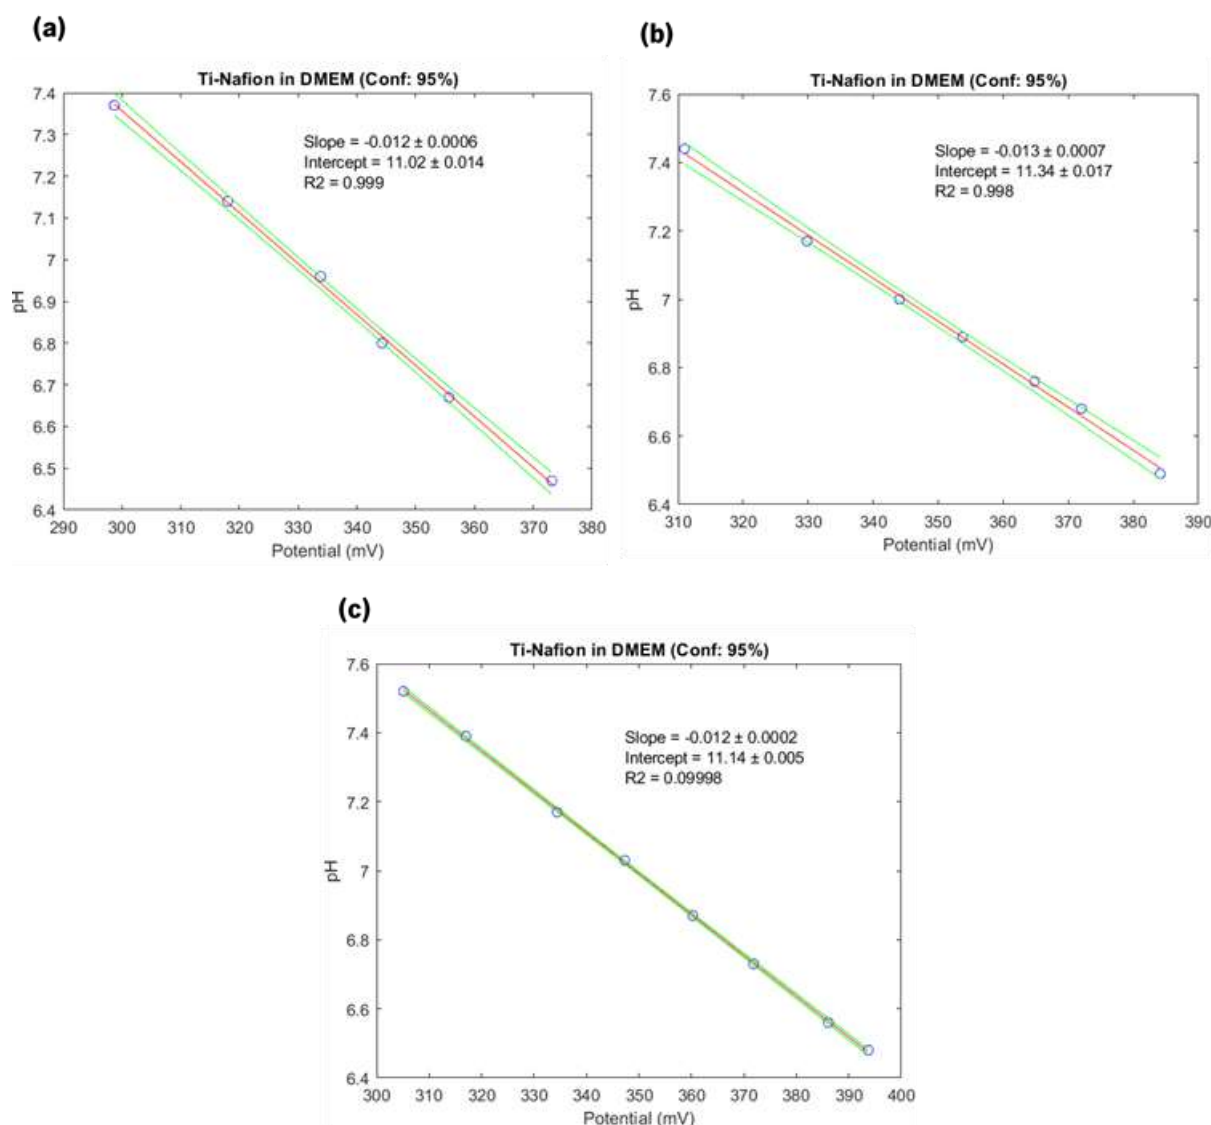 (a)
Ti-Nafion in DMEM (Conf: 95%)
7.4
7.3
7.2
7.1
7
6.9
6.8
6.7
6.6
6.5
6.4
pH
Slope = -0.012 ± 0.0006
Intercept = 11.02 ± 0.014
R2 = 0.999
290 300 310 320 330 340 350 360 370 380
Potential (mV)
(b)
Ti-Nafion in DMEM (Conf: 95%)
7.6
7.4
7.2
7
6.8
6.6
6.4
pH
Slope = -0.013 ± 0.0007
Intercept = 11.34 ± 0.017
R2 = 0.998
310 320 330 340 350 360 370 380 390
Potential (mV)
(c)
Ti-Nafion in DMEM (Conf: 95%)
7.6
7.4
7.2
7
6.8
6.6
6.4
pH
Slope = -0.012 ± 0.0002
Intercept = 11.14 ± 0.005
R2 = 0.09998
300 310 320 330 340 350 360 370 380 390 400
Potential (mV)